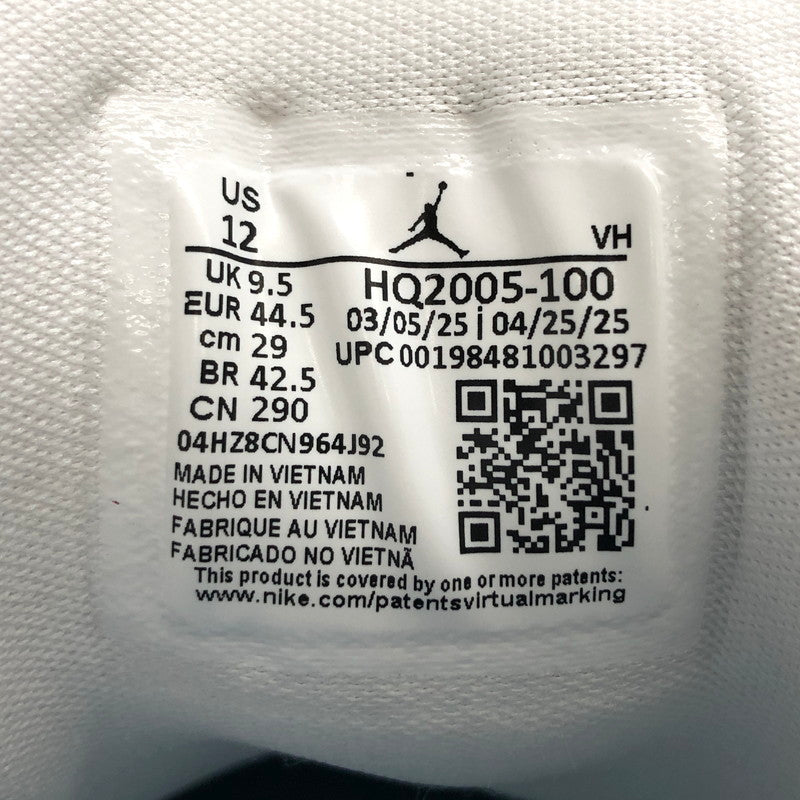 US
12
VH
UK 9.5
HQ2005-100
EUR 44.5
03/05/25 | 04/25/25
cm 29
UPC 00198481003297
BR 42.5
CN 290
04HZ8CN964J92
MADE IN VIETNAM
HECHO EN VIETNAM
FABRIQUE AU VIETNAM
FABRICADO NO VIETNÃ
This product is covered by one or more patents:
www.nike.com/patentsvirtualmarking